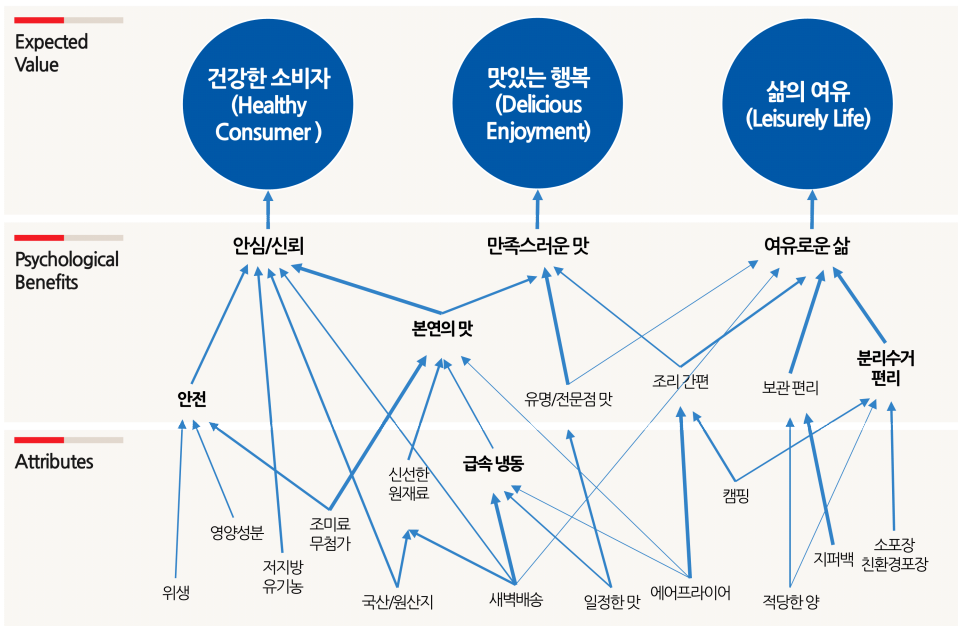 Expected
Value
건강한 소비자
(Healthy
Consumer )
맛있는 행복
(Delicious
Enjoyment)
삶의 여유
(Leisurely Life)
Psychological
Benefits
안심/신뢰
만족스러운 맛
여유로운 삶
본연의 맛
안전
유명/전문점 맛
조리 간편
보관 편리
분리수거
편리
Attributes
신선한
원재료
급속 냉동
캠핑
영양성분
조미료
무첨가
위생
저지방
유기농
국산/원산지
새벽배송
일정한 맛
에어프라이어
적당한 양
지퍼백
소포장
친환경포장